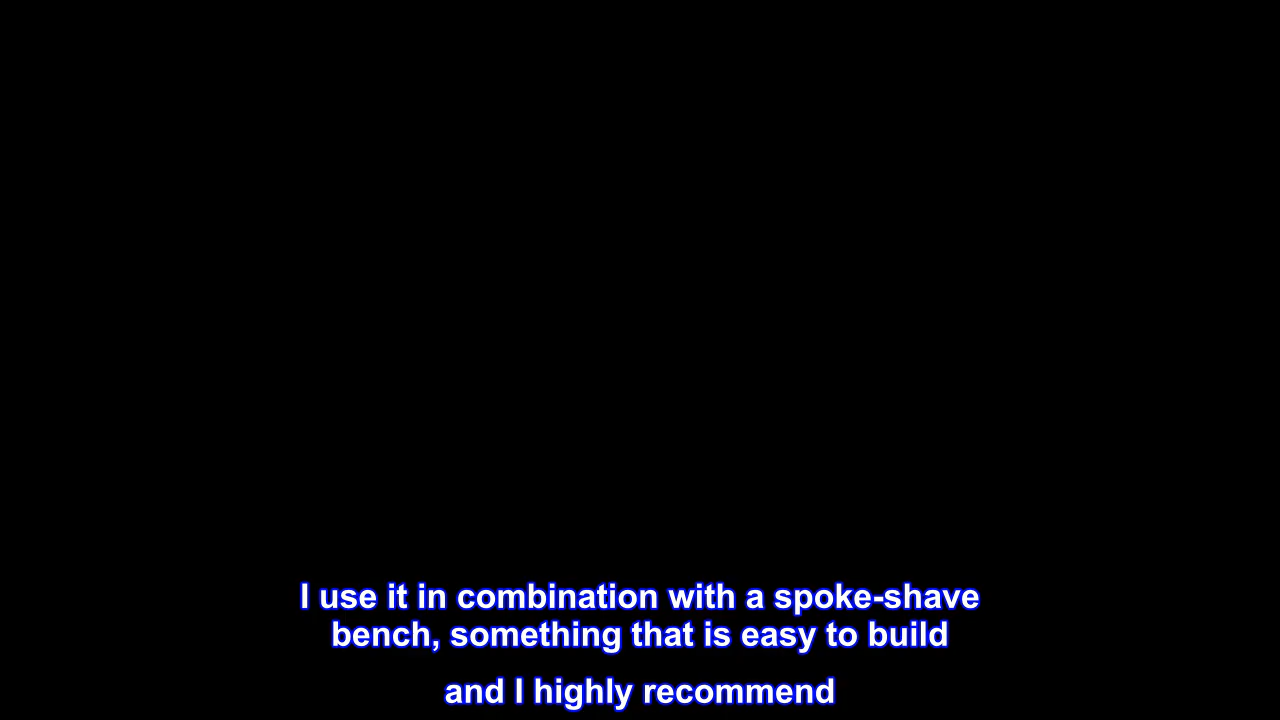 I use it in combination with a spoke-shave
bench, something that is easy to build
and I highly recommend